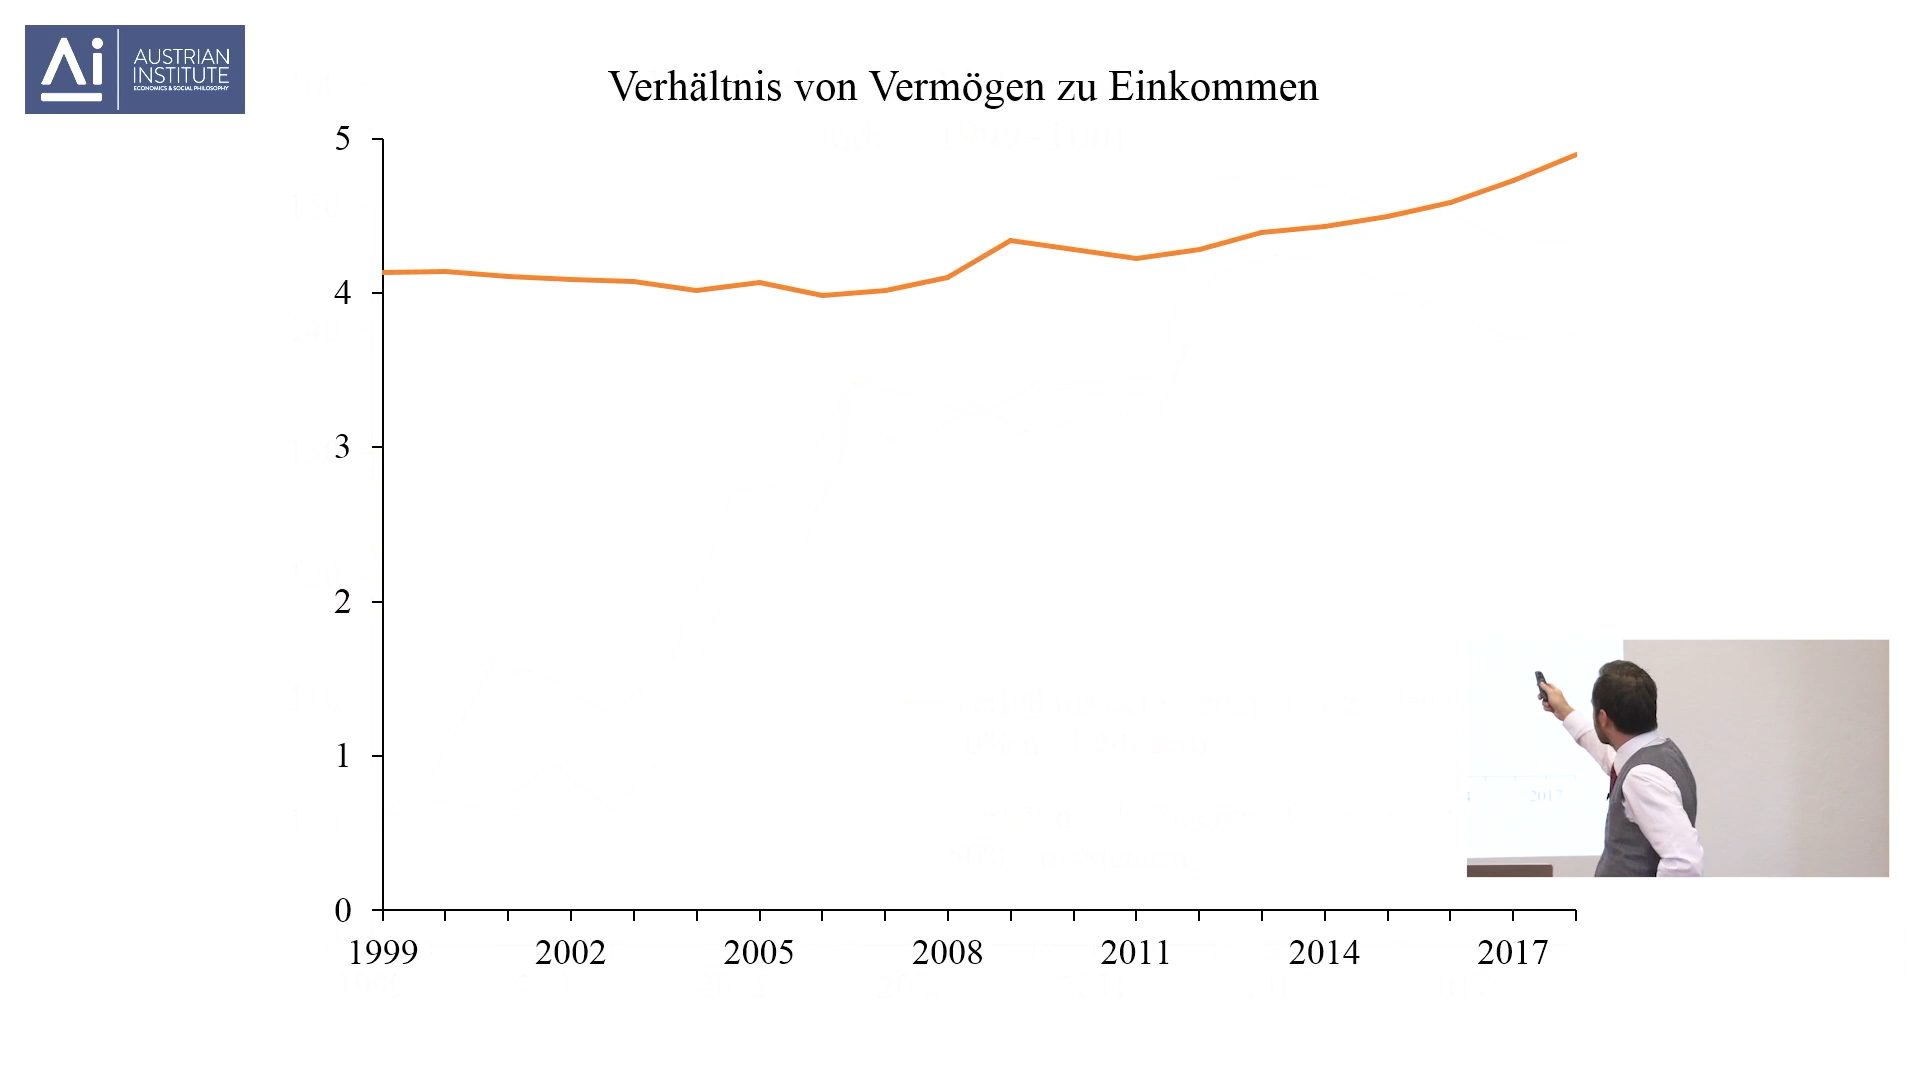 AUSTRIAN
INSTITUTE
ECONOMICS & SOCIAL PHILOSOPHY
Verhältnis von Vermögen zu Einkommen
5
4
3
2
1
0
1999 2002 2005 2008 2011 2014 2017
2017